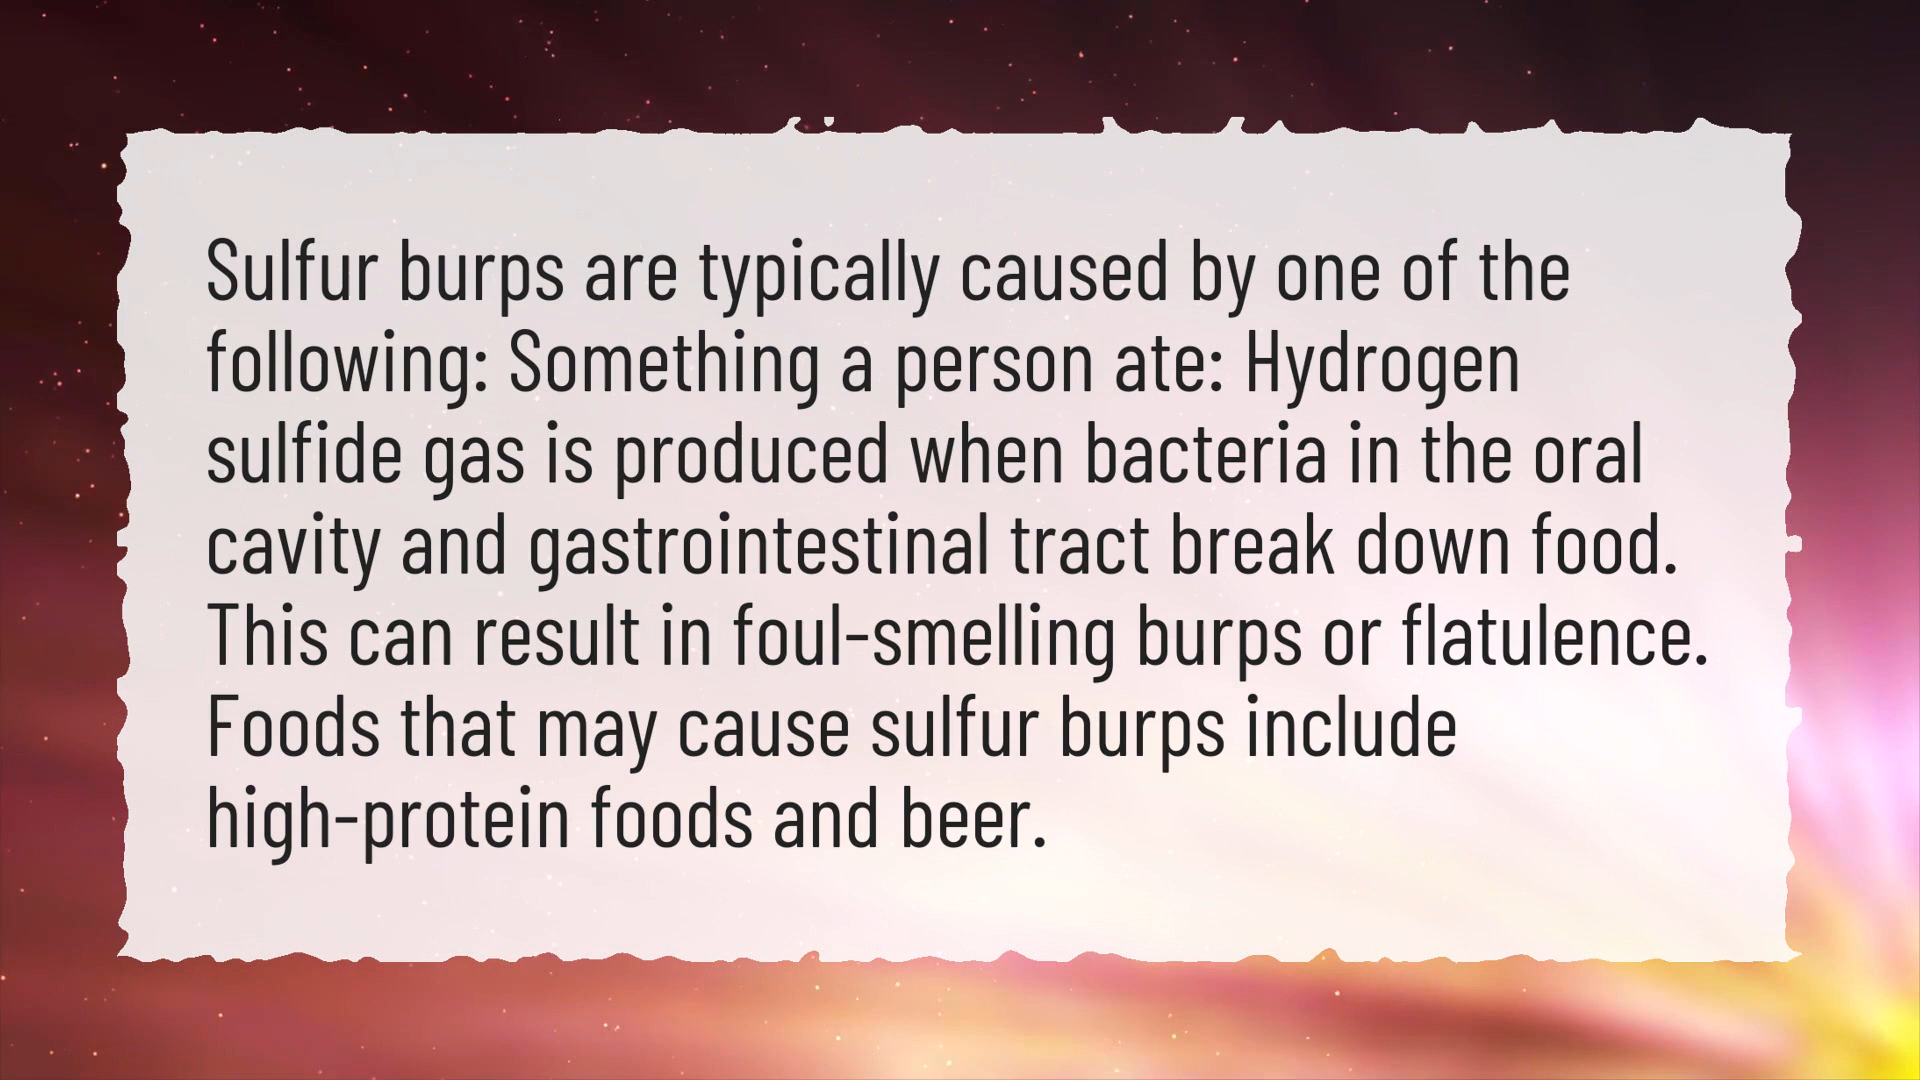 Sulfur burps are typically caused by one of the
following: Something a person ate: Hydrogen
sulfide gas is produced when bacteria in the oral
cavity and gastrointestinal tract break down food.
This can result in foul-smelling burps or flatulence.
Foods that may cause sulfur burps include
high-protein foods and beer.